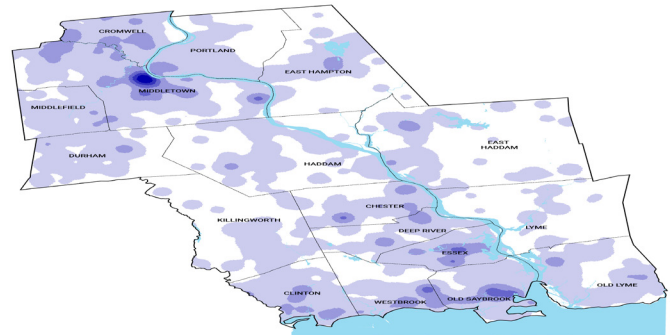 CROMWELL
PORTLAND
EAST HAMPTON
MIDDLETOWN
MIDDLEFIELD
DURHAM
EAST
HADDAM
HADDAM
CHESTER
KILLINGWORTH
DEEP RIVER
LYME
ESSEX
OLD LYME
CLINTON
WESTBROOK
OLD SAYBROOK